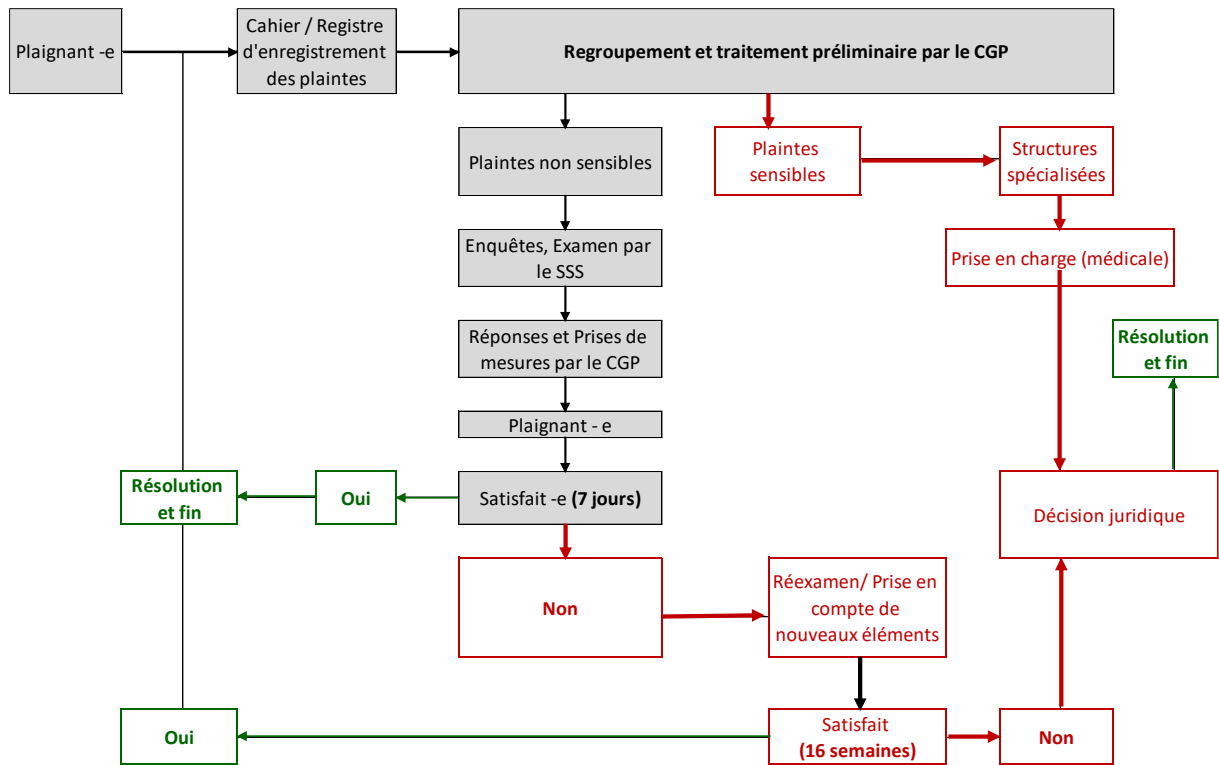 Plaignant -e
Cahier / Registre
d'enregistrement
des plaintes
Regroupement et traitement préliminaire par le CGP
Plaintes non sensibles
Plaintes
sensibles
Structures
spécialisées
Enquêtes, Examen par
le SSS
Prise en charge (médicale)
Réponses et Prises de
mesures par le CGP
Résolution
et fin
Plaignant - e
Résolution
et fin
Oui
Satisfait -e (7 jours)
Décision juridique
Non
Réexamen/ Prise en
compte de
nouveaux éléments
Oui
Satisfait
(16 semaines)
Non